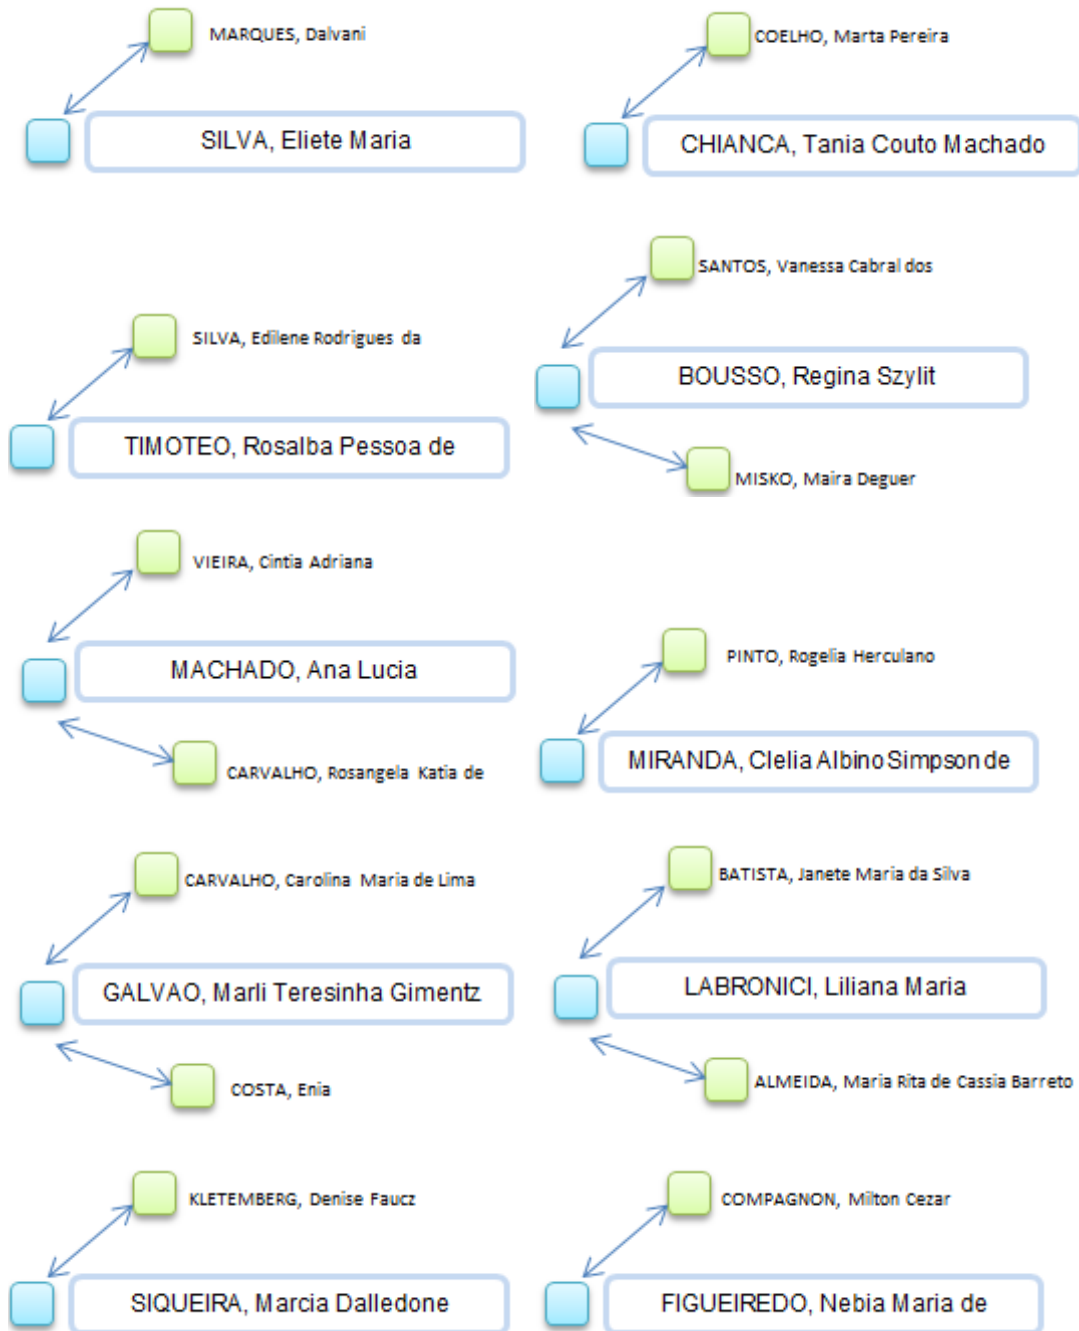 MARQUES, Dalvani
SILVA, Eliete Maria
COELHO, Marta Pereira
CHIANCA, Tania Couto Machado
SILVA, Edilene Rodrigues da
TIMOTEO, Rosalba Pessoa de
SANTOS, Vanessa Cabral dos
BOUSSO, Regina Szylit
MISKO, Maira Deguer
VIEIRA, Cintia Adriana
MACHADO, Ana Lucia
CARVALHO, Rosangela Katia de
PINTO, Rogelia Herculano
MIRANDA, Clelia Albino Simpson de
CARVALHO, Carolina Maria de Lima
GALVAO, Marli Teresinha Gimentz
COSTA, Enia
BATISTA, Janete Maria da Silva
LABRONICI, Liliana Maria
ALMEIDA, Maria Rita de Cassia Barreto
KLETEMBERG, Denise Faucz
SIQUEIRA, Marcia Dalledone
COMPAGNON, Milton Cezar
FIGUEIREDO, Nebia Maria de